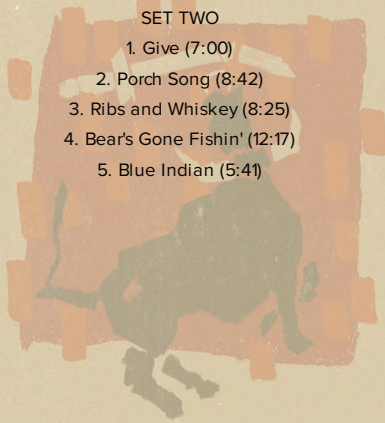 SET TWO
1. Give (7:00)
2. Porch Song (8:42)
3. Ribs and Whiskey (8:25)
4. Bear's Gone Fishin' (12:17)
5. Blue Indian (5:41)